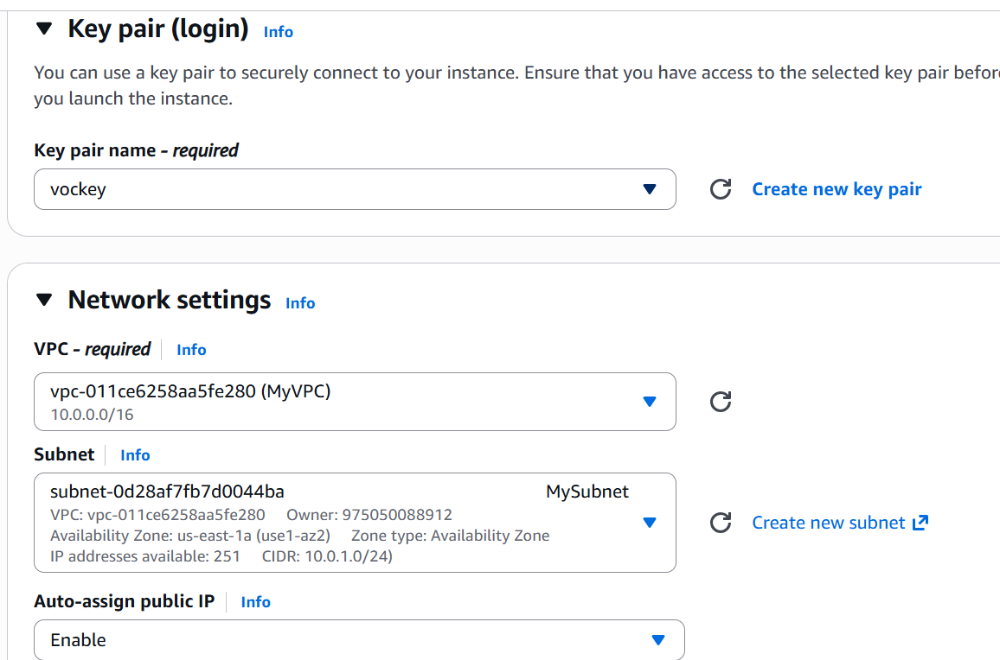 Key pair (login) Info
You can use a key pair to securely connect to your instance. Ensure that you have access to the selected key pair before
you launch the instance.
Key pair name - required
vockey
Create new key pair
Network settings Info
VPC - required Info
vpc-011ce6258aa5fe280 (MyVPC)
10.0.0.0/16
Subnet Info
subnet-0d28af7fb7d0044ba MySubnet
VPC: vpc-011ce6258aa5fe280 Owner: 975050088912
Availability Zone: us-east-1a (use1-az2) Zone type: Availability Zone
IP addresses available: 251 CIDR: 10.0.1.0/24)
Create new subnet
Auto-assign public IP Info
Enable